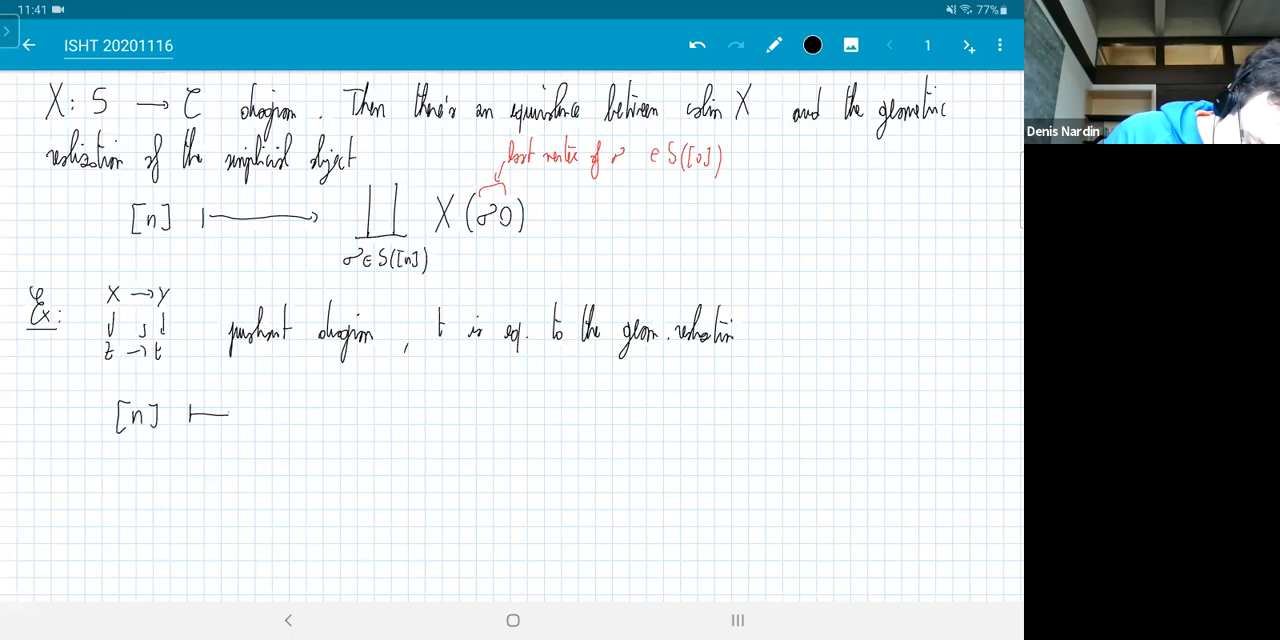 11:41 77%
ISHT 20201116 1
X: S → C diagram. Then there's an equivalence between colim X and the geometric
realization of the simplicial object
last vertex of σ ∈ S([0])
[n] ⟼ ∐ X(σ0)
σ∈S([n])
Ex: X → Y
pushout diagram, t is eq. to the geom. realization
z → t
[n] ⊢
Denis Nardin